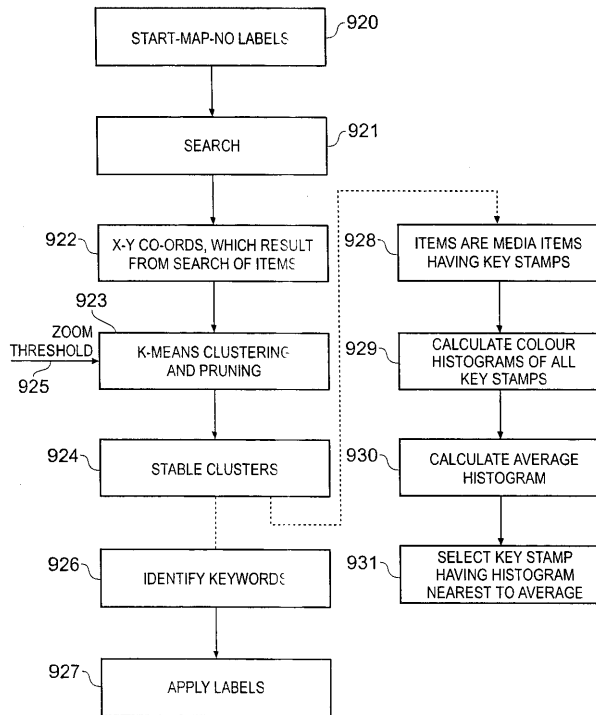 START-MAP-NO LABELS
920
SEARCH
921
922
X-Y CO-ORDS, WHICH RESULT
FROM SEARCH OF ITEMS
923
ZOOM
THRESHOLD
925
K-MEANS CLUSTERING
AND PRUNING
924
STABLE CLUSTERS
926
IDENTIFY KEYWORDS
927
APPLY LABELS
928
ITEMS ARE MEDIA ITEMS
HAVING KEY STAMPS
929
CALCULATE COLOUR
HISTOGRAMS OF ALL
KEY STAMPS
930
CALCULATE AVERAGE
HISTOGRAM
931
SELECT KEY STAMP
HAVING HISTOGRAM
NEAREST TO AVERAGE